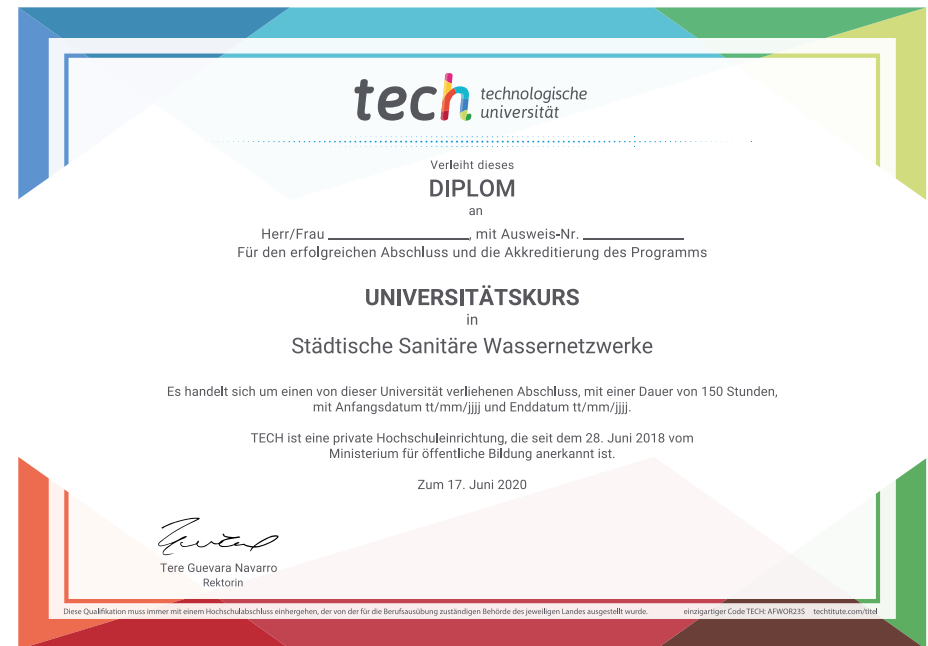 tech technologische
universität
Verleiht dieses
DIPLOM
an
Herr/Frau ________________, mit Ausweis-Nr. ____________
Für den erfolgreichen Abschluss und die Akkreditierung des Programms
UNIVERSITÄTSKURS
in
Städtische Sanitäre Wassernetzwerke
Es handelt sich um einen von dieser Universität verliehenen Abschluss, mit einer Dauer von 150 Stunden,
mit Anfangsdatum tt/mm/jjjj und Enddatum tt/mm/jjjj.
TECH ist eine private Hochschuleinrichtung, die seit dem 28. Juni 2018 vom
Ministerium für öffentliche Bildung anerkannt ist.
Zum 17. Juni 2020
Tere Guevara Navarro
Rektorin
Diese Qualifikation muss immer mit einem Hochschulabschluss einhergehen, der von der für die Berufsausübung zuständigen Behörde des jeweiligen Landes ausgestellt wurde. einzigartiger Code TECH: AFWOR23S techtitute.com/titel